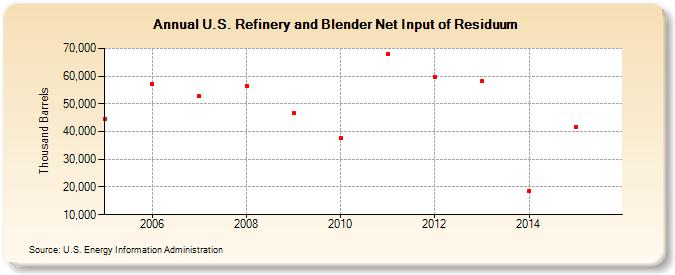 Annual U.S. Refinery and Blender Net Input of Residuum
Thousand Barrels
70,000
60,000
50,000
40,000
30,000
20,000
10,000
2006 2008 2010 2012 2014
Source: U.S. Energy Information Administration